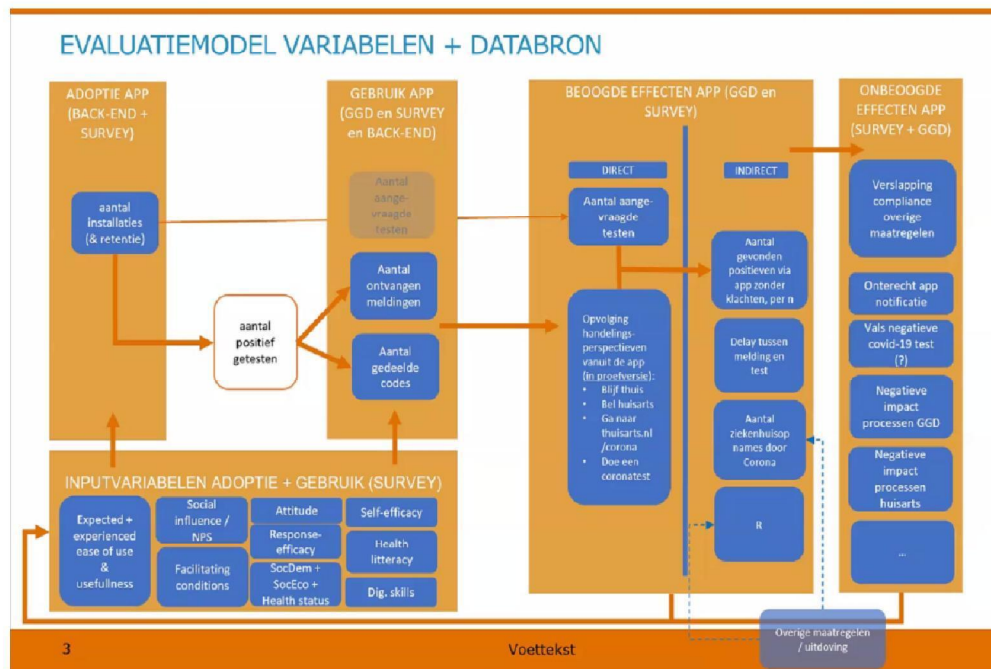 EVALUATIEMODEL VARIABELEN + DATABRON
ADOPTIE APP
(BACK-END +
SURVEY)
aantal
installaties
(& retentie)
aantal
positief
getesten
GEBRUIK APP
(GGD en SURVEY
en BACK-END)
Aantal
aange-
vraagde
testen
Aantal
ontvangen
meldingen
Aantal
gedeelde
codes
BEOOGDE EFFECTEN APP (GGD en
SURVEY)
DIRECT
Aantal aange-
vraagde
testen
Opvolging
handelings-
perspectieven
vanuit de app
(in proefversie):
• Blijf thuis
• Bel huisarts
• Ga naar
thuisarts.nl
/corona
• Doe een
coronatest
INDIRECT
Aantal
gevonden
positieven via
app zonder
klachten, per n
Delay tussen
melding en
test
Aantal
ziekenhuisop
names door
Corona
R
ONBEOOGDE
EFFECTEN APP
(SURVEY + GGD)
Verslapping
compliance
overige
maatregelen
Onterecht app
notificatie
Vals negatieve
covid-19 test
(?)
Negatieve
impact
processen GGD
Negatieve
impact
processen
huisarts
...
INPUTVARIABELEN ADOPTIE + GEBRUIK (SURVEY)
Expected +
experienced
ease of use
&
usefullness
Social
influence /
NPS
Facilitating
conditions
Attitude
Response-
efficacy
SocDem +
SocEco +
Health status
Self-efficacy
Health
litteracy
Dig. skills
Overige maatregelen
/ uitdoving
3
Voettekst